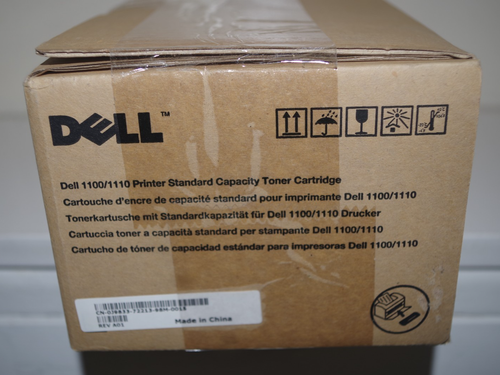 DELL™
Dell 1100/1110 Printer Standard Capacity Toner Cartridge
Cartouche d'encre de capacité standard pour imprimante Dell 1100/1110
Tonerkartusche mit Standardkapazität für Dell 1100/1110 Drucker
Cartuccia toner a capacità standard per stampante Dell 1100/1110
Cartucho de tóner de capacidad estándar para impresoras Dell 1100/1110
REV A01
Made in China